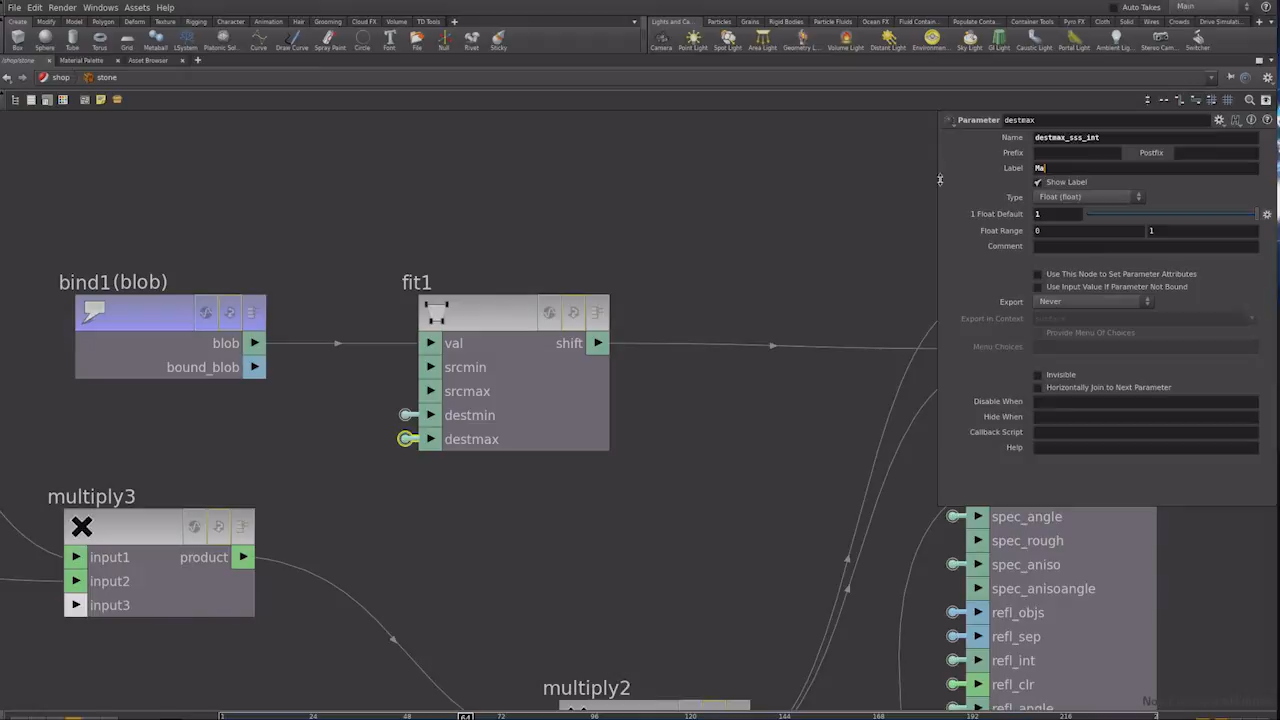 File Edit Render Windows Assets Help Auto Takes Main
Create Modify Model Polygon Deform Texture Rigging Character Animation Hair Grooming Cloud FX Volume TD Tools Lights and Ca... Particles Grains Rigid Bodies Particle Fluids Ocean FX Fluid Contain... Populate Conta... Container Tools Pyro FX Cloth Solid Wires Crowds Drive Simulati...
Box Sphere Tube Torus Grid Metaball LSystem Platonic Sol... Curve Draw Curve Spray Paint Circle Font File Null Rivet Sticky Camera Point Light Spot Light Area Light Geometry L... Volume Light Distant Light Environmen... Sky Light GI Light Caustic Light Portal Light Ambient Lig... Stereo Cam... Switcher
/shop/stone Material Palette Asset Browser
shop stone
Parameter destmax
Name destmax_sss_int
Prefix Postfix
Label Ma
Show Label
Type Float (float)
1 Float Default 1
Float Range 0 1
Comment
Use This Node to Set Parameter Attributes
Use Input Value If Parameter Not Bound
Export Never
Export in Context surface
Provide Menu Of Choices
Menu Choices
Invisible
Horizontally Join to Next Parameter
Disable When
Hide When
Callback Script
Help
bind1(blob)
blob
bound_blob
fit1
val shift
srcmin
srcmax
destmin
destmax
multiply3
input1 product
input2
input3
multiply2
spec_angle
spec_rough
spec_aniso
spec_anisoangle
refl_objs
refl_sep
refl_int
refl_clr
refl_angle
1 24 48 64 72 96 120 144 168 192 216